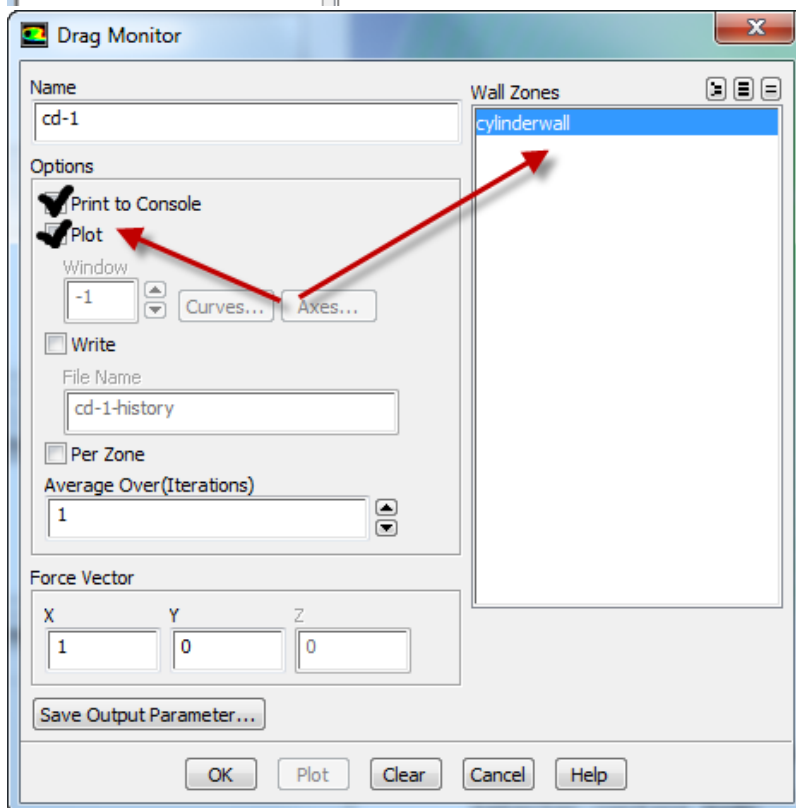 Drag Monitor
Name
cd-1
Options
Print to Console
Plot
Window
-1
Curves...
Axes...
Write
File Name
cd-1-history
Per Zone
Average Over(Iterations)
1
Force Vector
X Y Z
1 0 0
Save Output Parameter...
Wall Zones
cylinderwall
OK Plot Clear Cancel Help